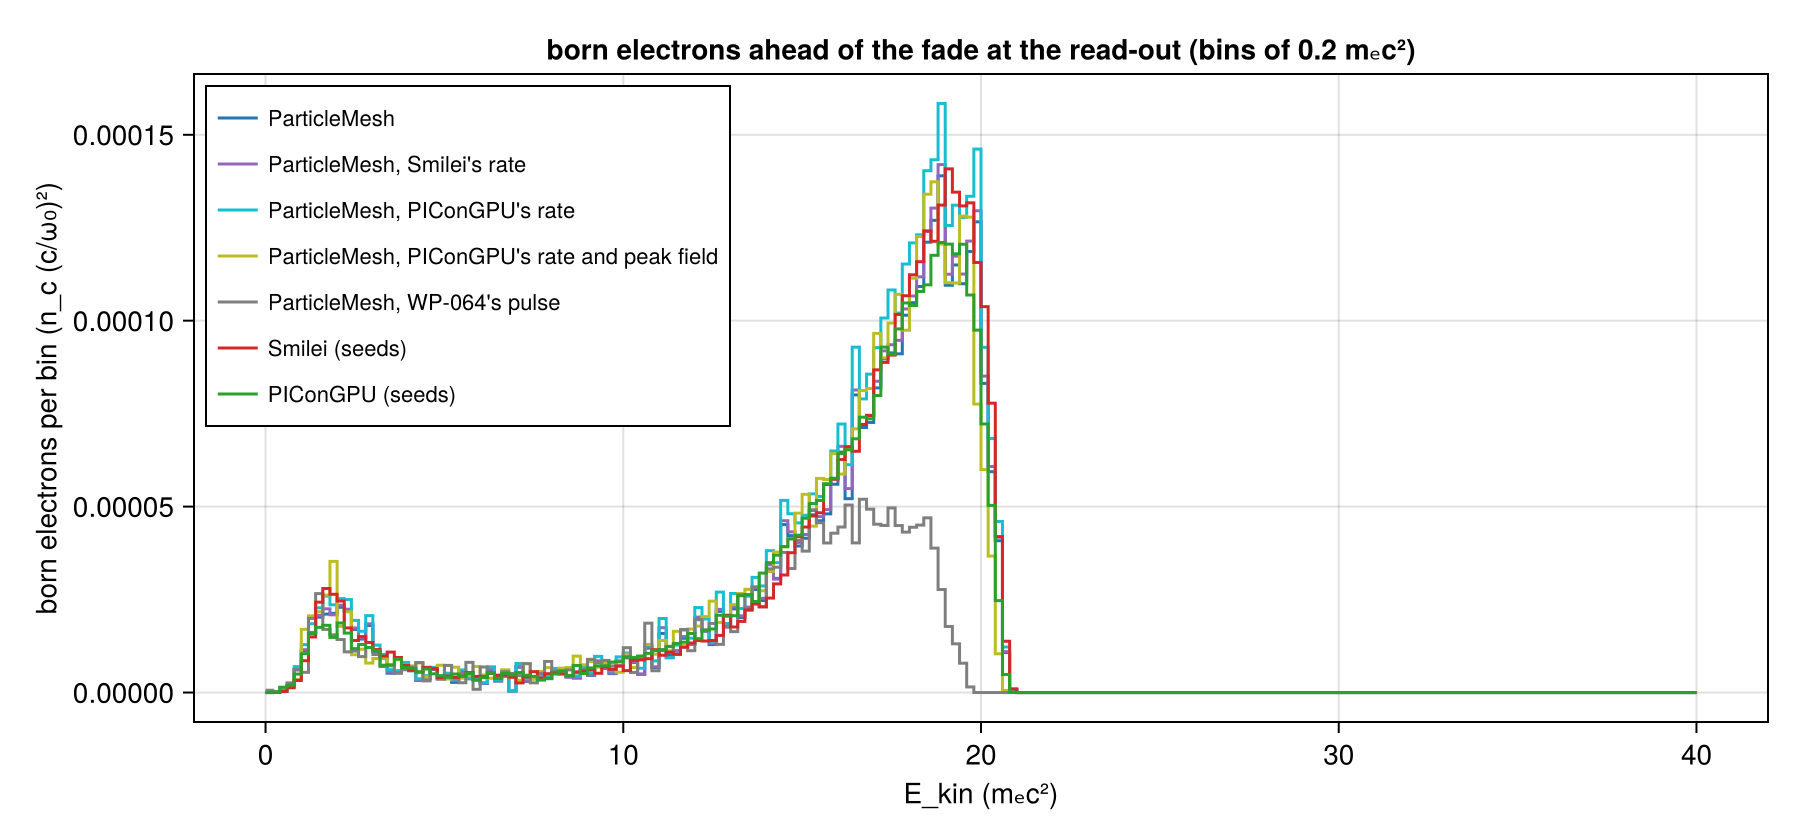 born electrons ahead of the fade at the read-out (bins of 0.2 mₑc²)
born electrons per bin (n_c (c/ω₀)²)
0.00015
0.00010
0.00005
0.00000
ParticleMesh
ParticleMesh, Smilei's rate
ParticleMesh, PIConGPU's rate
ParticleMesh, PIConGPU's rate and peak field
ParticleMesh, WP-064's pulse
Smilei (seeds)
PIConGPU (seeds)
0 10 20 30 40
E_kin (mₑc²)